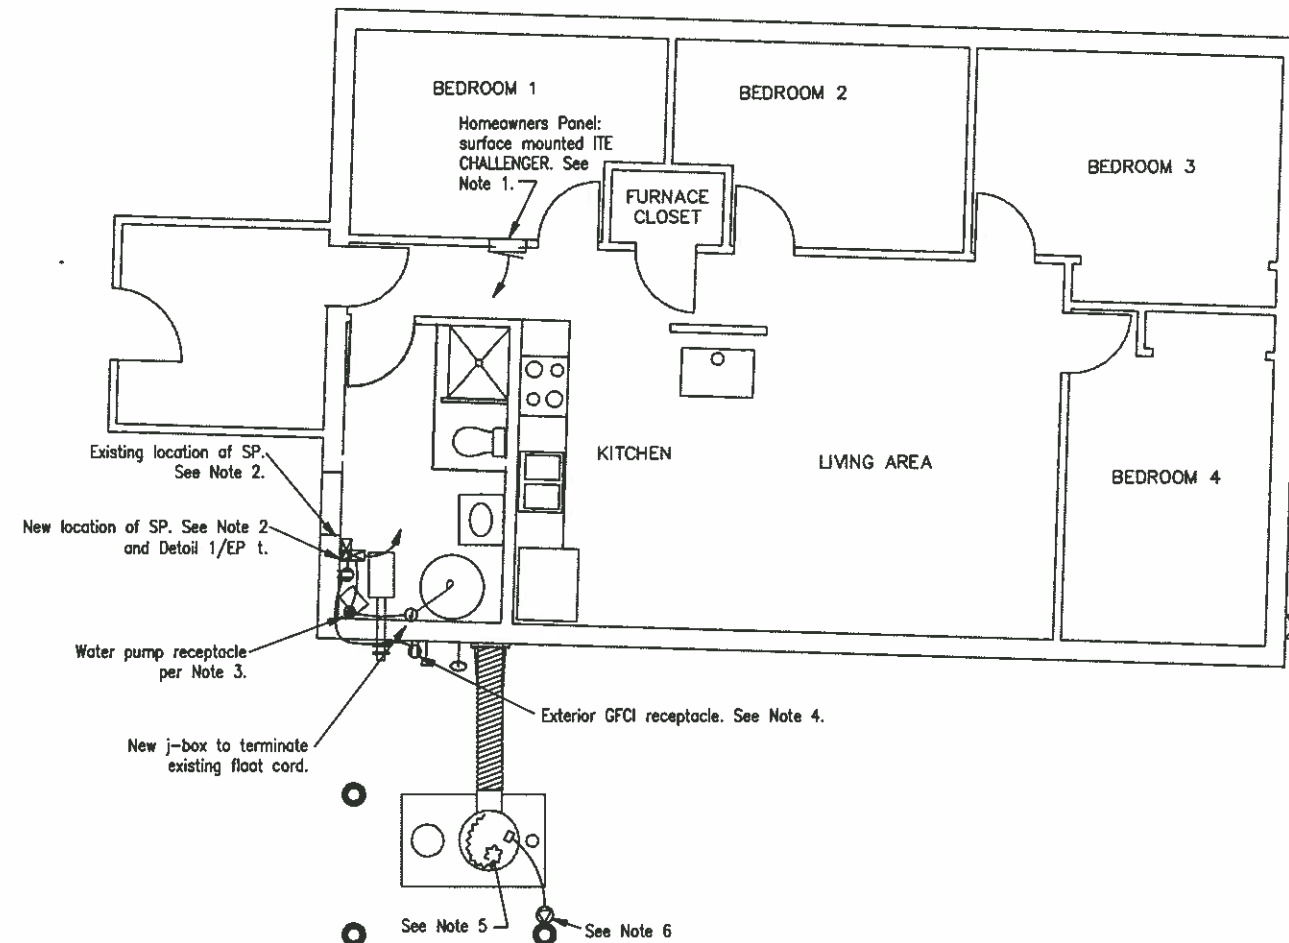 BEDROOM 1
BEDROOM 2
Homeowners Panel:
surface mounted ITE
CHALLENGER. See
Note 1.
BEDROOM 3
FURNACE
CLOSET
Existing location of SP.
See Note 2.
KITCHEN
LIVING AREA
BEDROOM 4
New location of SP. See Note 2
and Detail 1/EP t.
Water pump receptacle
per Note 3.
Exterior GFCI receptacle. See Note 4.
New j-box to terminate
existing float cord.
See Note 5
See Note 6